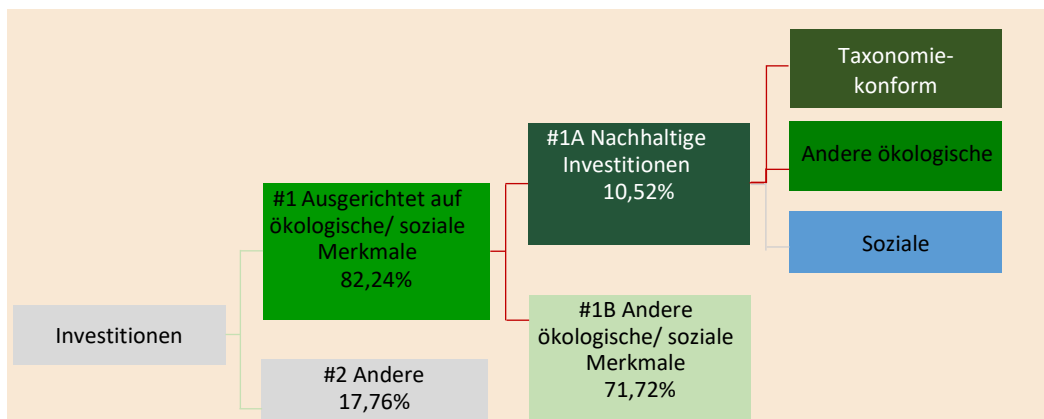 Investitionen
#1 Ausgerichtet auf
ökologische/ soziale
Merkmale
82,24%
#2 Andere
17,76%
#1A Nachhaltige
Investitionen
10,52%
#1B Andere
ökologische/ soziale
Merkmale
71,72%
Taxonomie-
konform
Andere ökologische
Soziale